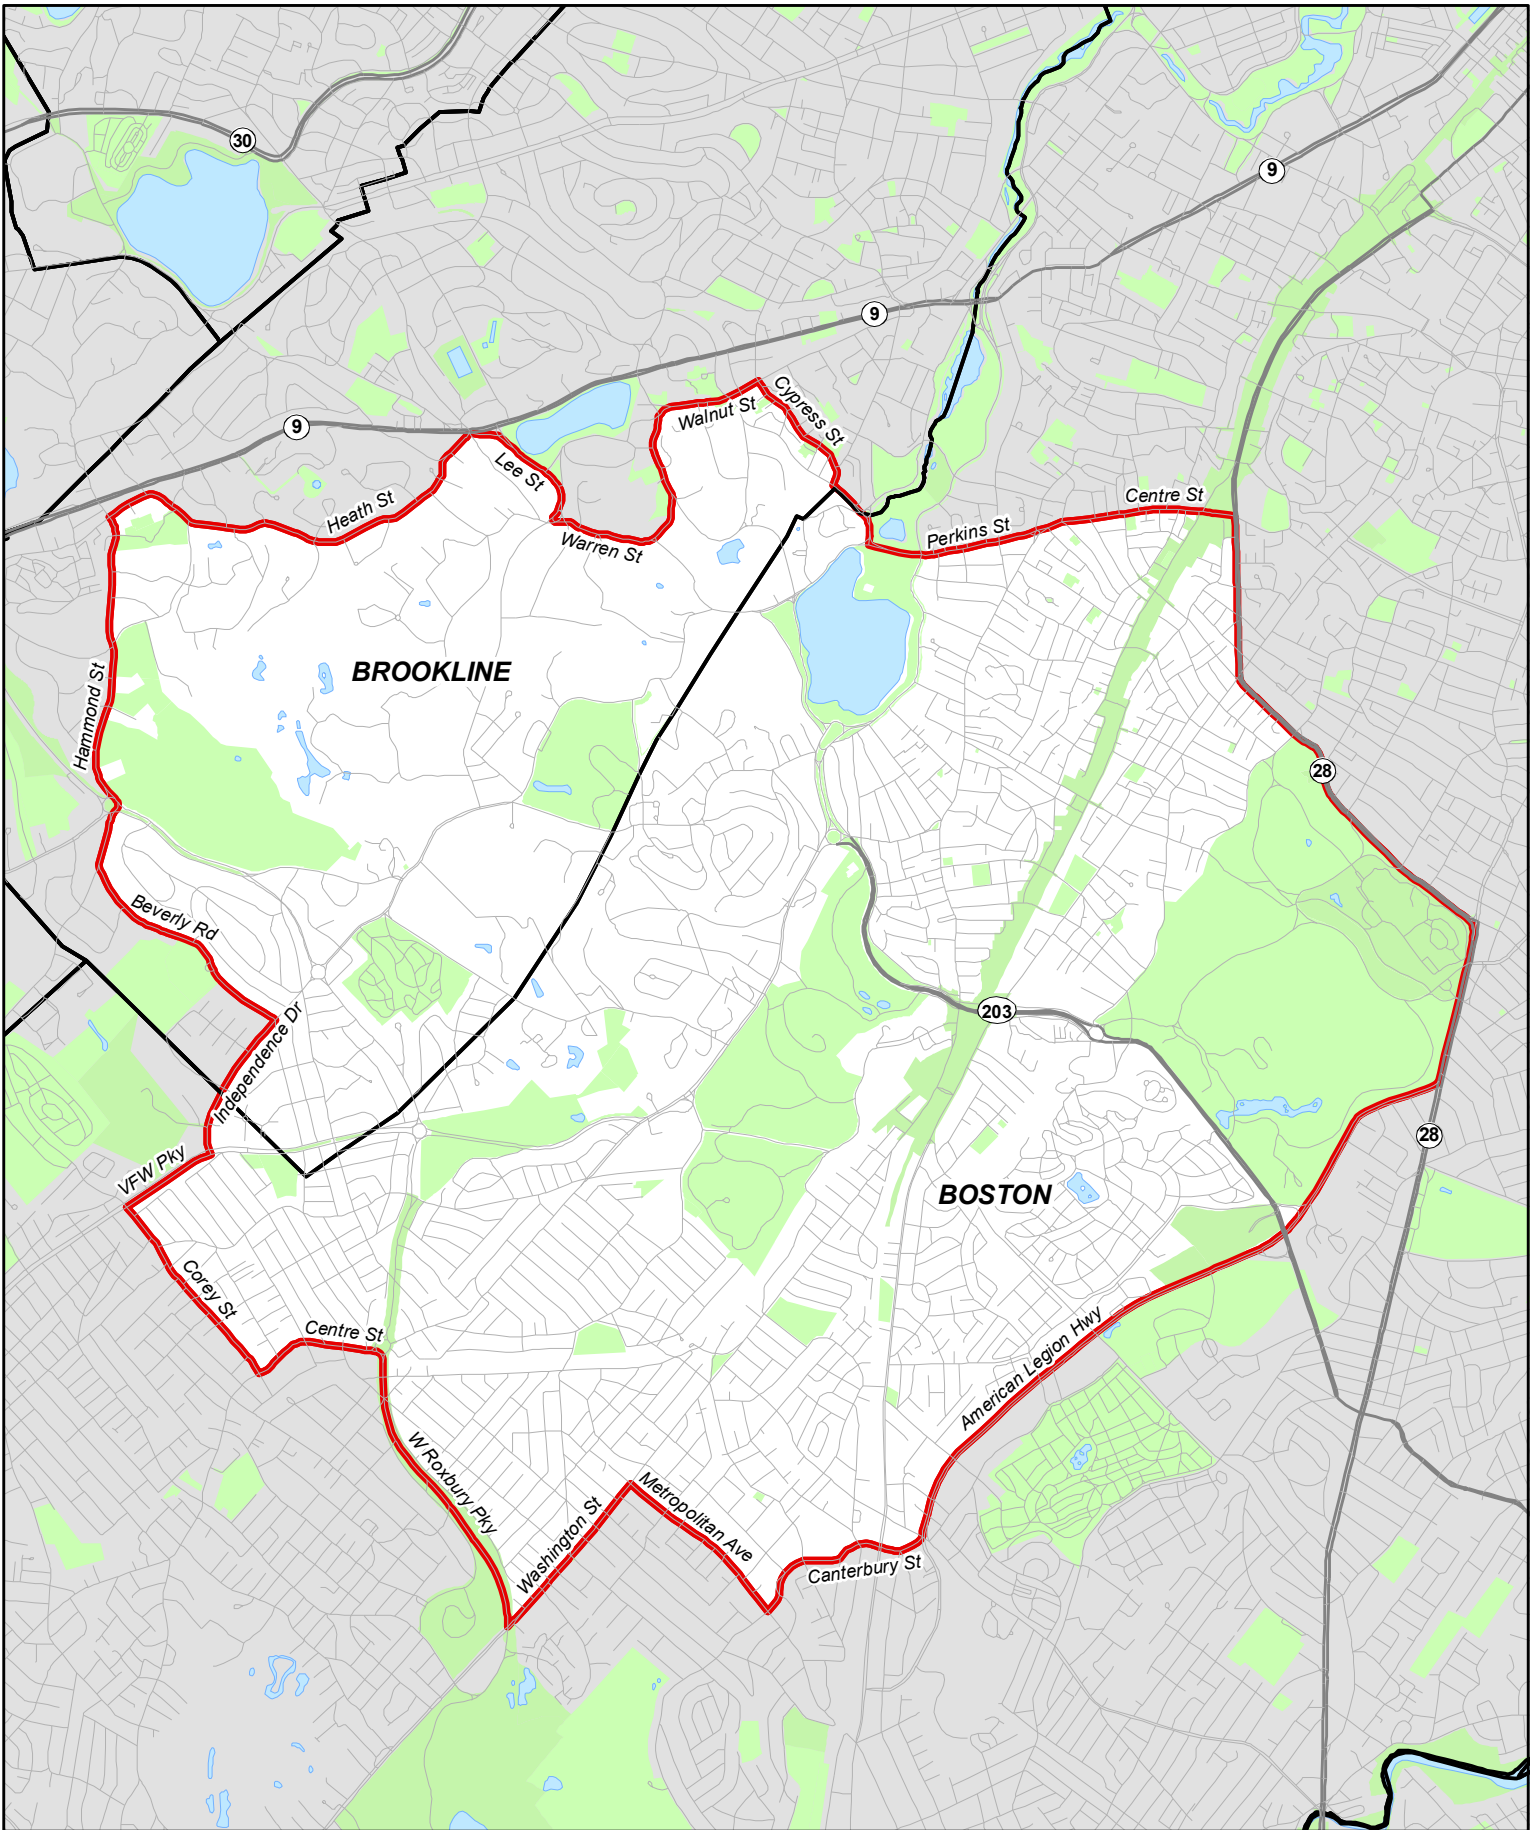 30
9
9
9
Cypress St
Walnut St
Lee St
Heath St
Centre St
Perkins St
Warren St
BROOKLINE
Hammond St
28
Beverly Rd
203
Independence Dr
28
VFW Pky
BOSTON
Corey St
Centre St
American Legion Hwy
W Roxbury Pky
Metropolitan Ave
Washington St
Canterbury St